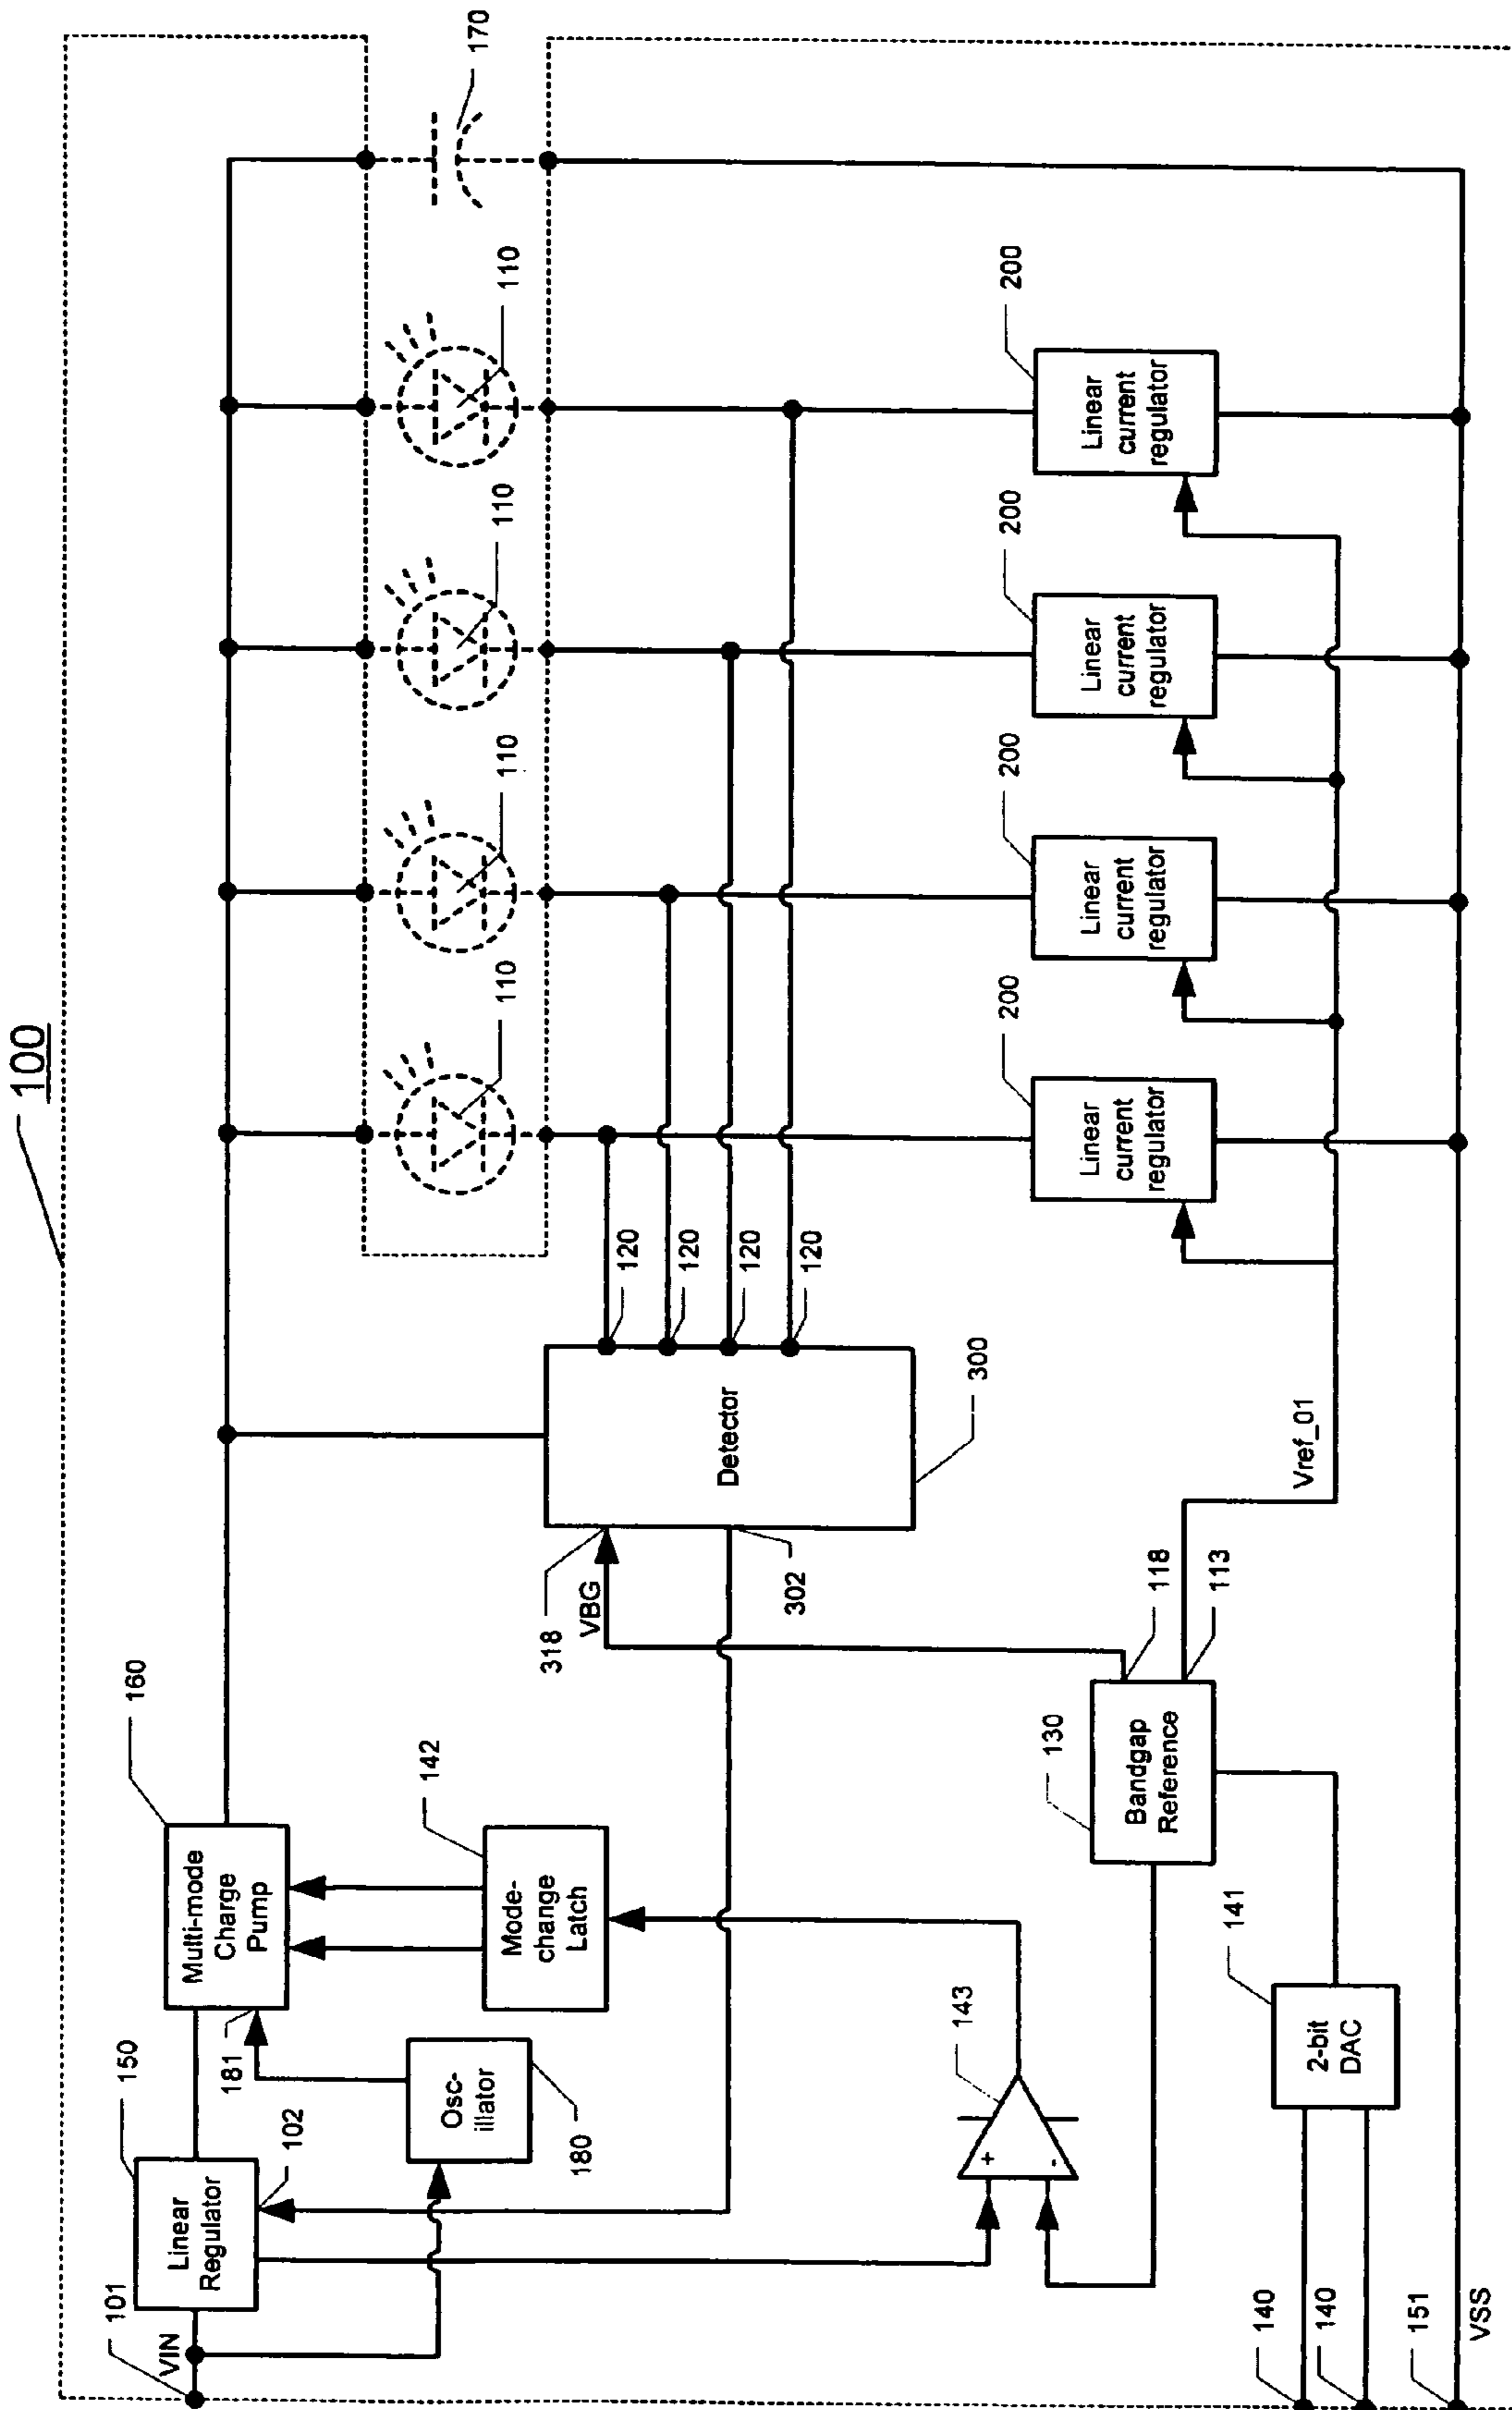 100
101
VIN
150
Linear
Regulator
102
181
160
Multi-mode
Charge
Pump
Osc-
illator
180
142
Mode-
change
Latch
143
+
-
318
VBG
302
Detector
300
120
120
120
120
110
110
110
110
170
130
Bandgap
Reference
118
113
Vref_01
141
2-bit
DAC
140
140
151
VSS
200
Linear
current
regulator
200
Linear
current
regulator
200
Linear
current
regulator
200
Linear
current
regulator